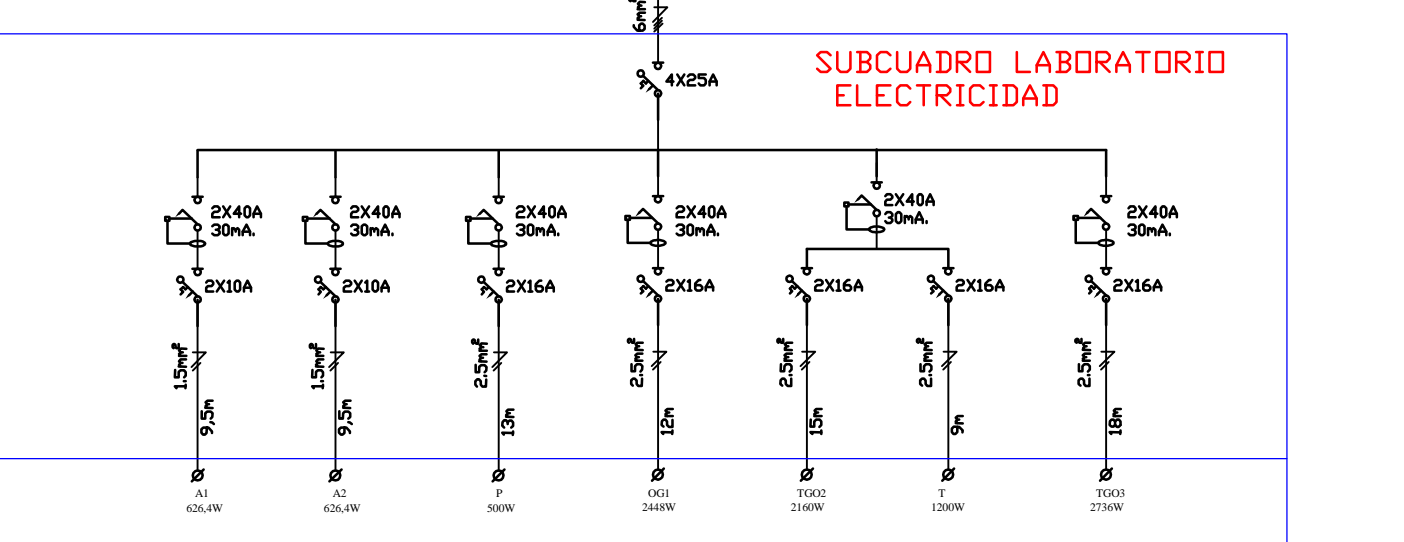 6mm
SUBCUADRO LABORATORIO
ELECTRICIDAD
4X25A
2X40A
30mA.
2X40A
30mA.
2X40A
30mA.
2X40A
30mA.
2X40A
30mA.
2X40A
30mA.
2X10A
2X10A
2X16A
2X16A
2X16A
2X16A
2X16A
1.5mm²
1.5mm²
2.5mm²
2.5mm²
2.5mm²
2.5mm²
2.5mm²
9,5m
9,5m
13m
12m
15m
9m
18m
A1
626,4W
A2
626,4W
P
500W
OG1
2448W
TGO2
2160W
T
1200W
TGO3
2736W